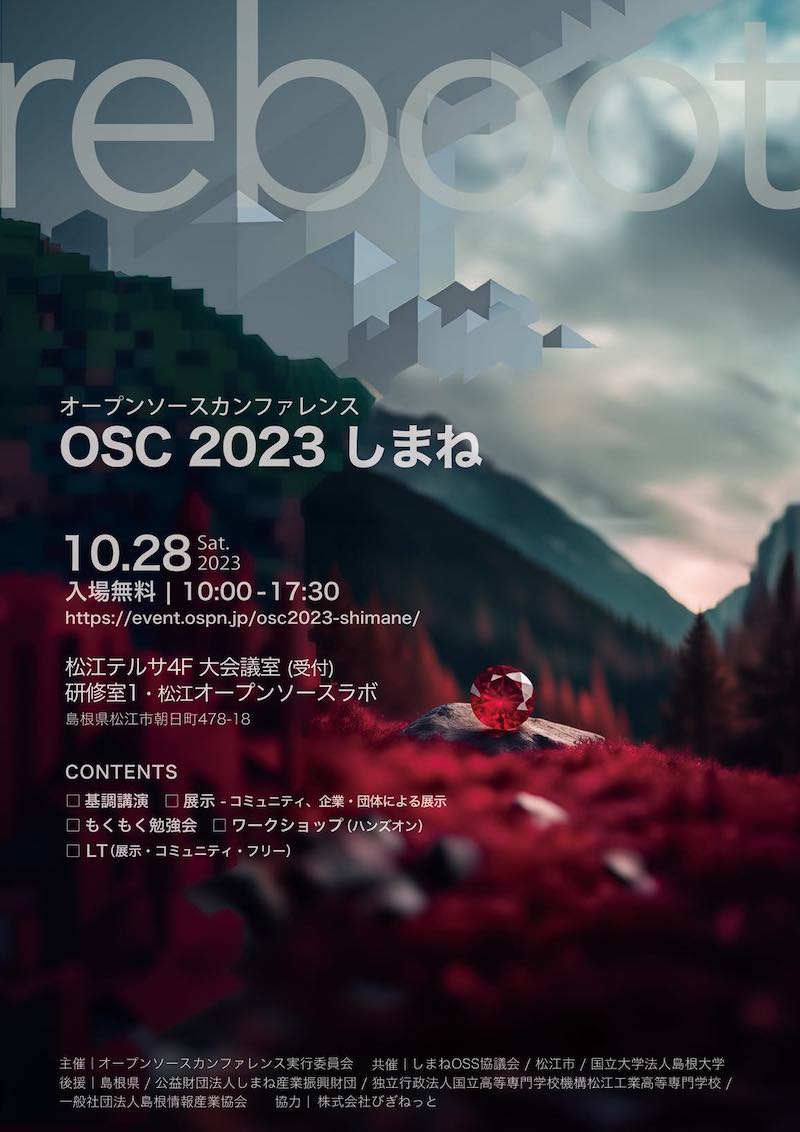 reboot
オープンソースカンファレンス
OSC 2023 しまね
10.28 Sat. 2023
入場無料 | 10:00-17:30
https://event.ospn.jp/osc2023-shimane/
松江テルサ4F 大会議室 (受付)
研修室1・松江オープンソースラボ
島根県松江市朝日町478-18
CONTENTS
□ 基調講演 □ 展示 - コミュニティ、企業・団体による展示
□ もくもく勉強会 □ ワークショップ (ハンズオン)
□ LT(展示・コミュニティ・フリー)
主催 | オープンソースカンファレンス実行委員会 共催 | しまねOSS協議会 / 松江市 / 国立大学法人島根大学
後援 | 島根県 / 公益財団法人しまね産業振興財団 / 独立行政法人国立高等専門学校機構松江工業高等専門学校 /
一般社団法人島根情報産業協会 協力 | 株式会社びぎねっと